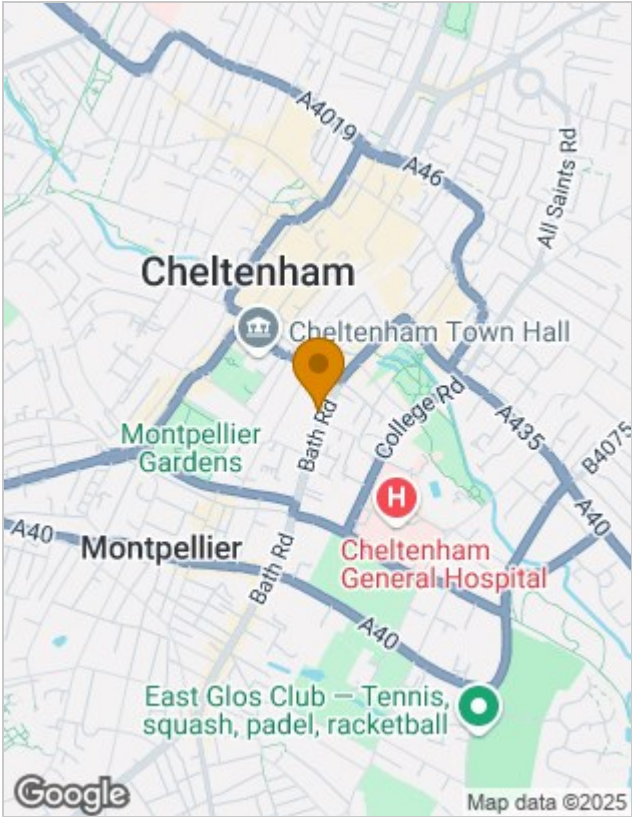 A4019
A46
All Saints Rd
Cheltenham
Cheltenham Town Hall
Bath Rd
College Rd
A435
B4075
Montpellier
Gardens
A40
H
A40
Montpellier
Cheltenham
General Hospital
Bath Rd
A40
East Glos Club — Tennis,
squash, padel, racketball
Google
Map data ©2025